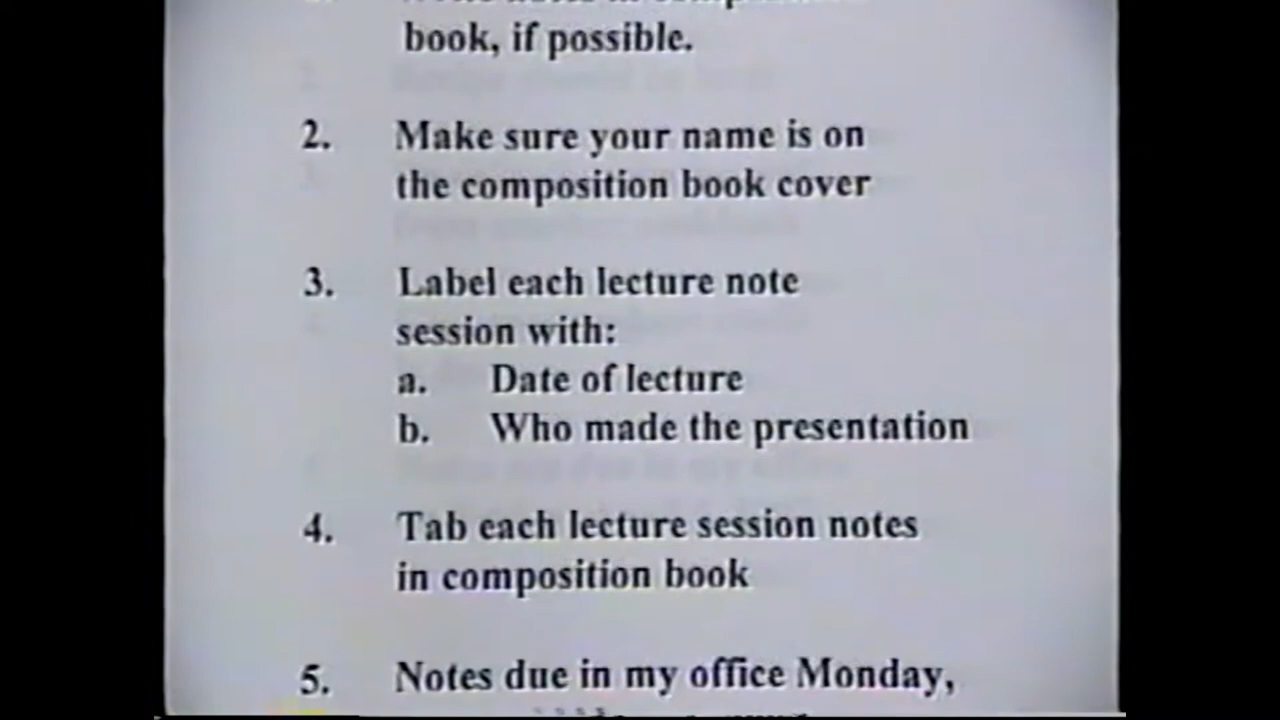 book, if possible.
2. Make sure your name is on
the composition book cover
3. Label each lecture note
session with:
a. Date of lecture
b. Who made the presentation
4. Tab each lecture session notes
in composition book
5. Notes due in my office Monday,